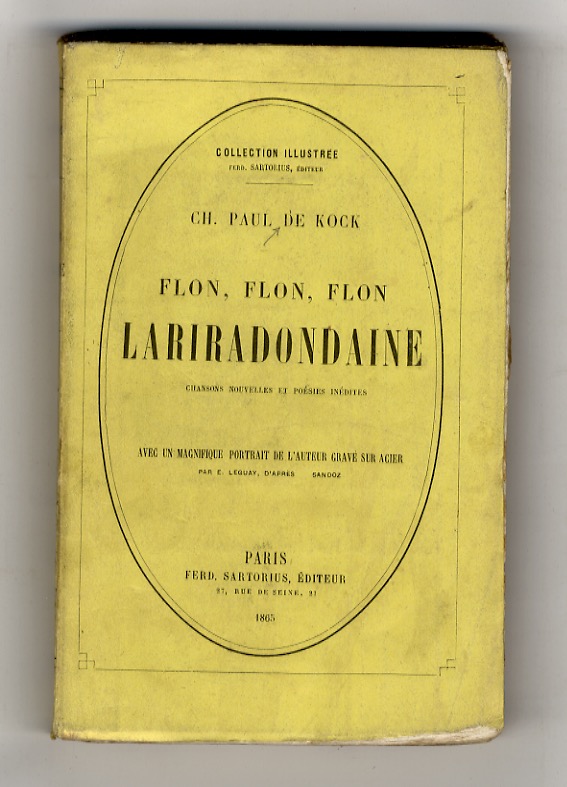 COLLECTION ILLUSTRÉE
FERD. SARTORIUS, ÉDITEUR
CH. PAUL DE KOCK
FLON, FLON, FLON
LARIRADONDAINE
CHANSONS NOUVELLES ET POÉSIES INÉDITES
AVEC UN MAGNIFIQUE PORTRAIT DE L'AUTEUR GRAVÉ SUR ACIER
PAR E. LEGUAY, D'APRÈS SANDOZ
PARIS
FERD. SARTORIUS, ÉDITEUR
27, RUE DE SEINE,
1865